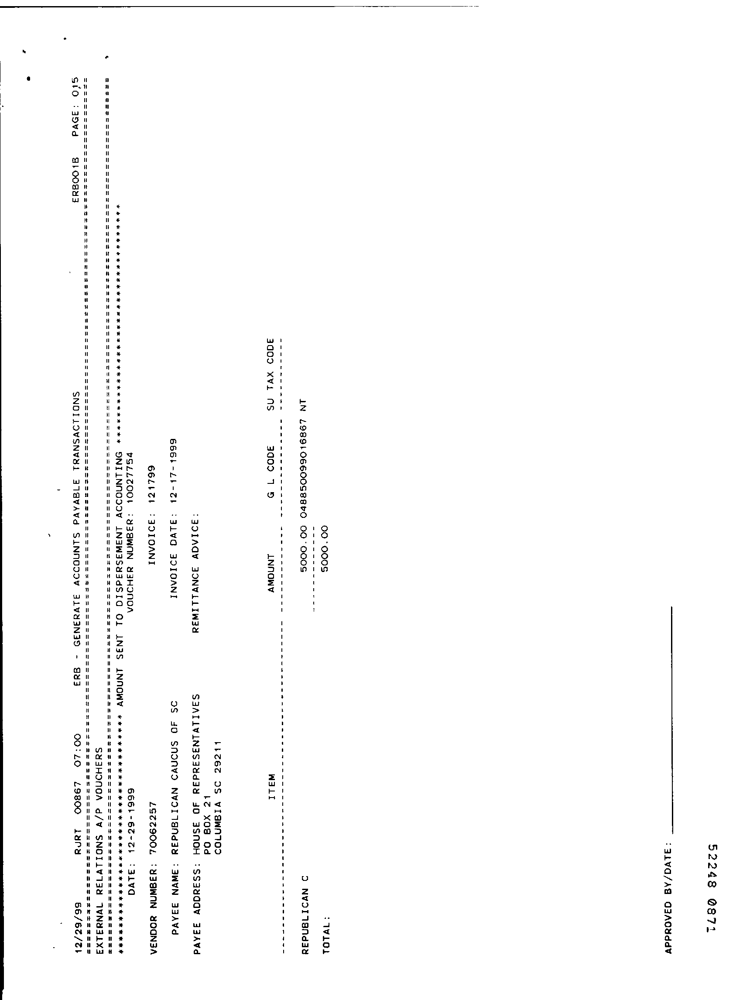 12/29/99 RJRT 00867 07:00 ERB - GENERATE ACCOUNTS PAYABLE TRANSACTIONS ERB001B PAGE: 015
EXTERNAL RELATIONS A/P VOUCHERS
AMOUNT SENT TO DISPERSEMENT ACCOUNTING
DATE: 12-29-1999 VOUCHER NUMBER: 10027754
VENDOR NUMBER: 70062257 INVOICE: 121799
PAYEE NAME: REPUBLICAN CAUCUS OF SC INVOICE DATE: 12-17-1999
PAYEE ADDRESS: HOUSE OF REPRESENTATIVES REMITTANCE ADVICE:
PO BOX 21
COLUMBIA SC 29211
ITEM AMOUNT G L CODE SU TAX CODE
REPUBLICAN C 5000.00 048850099016867 NT
TOTAL: 5000.00
APPROVED BY/DATE:
52248 0871